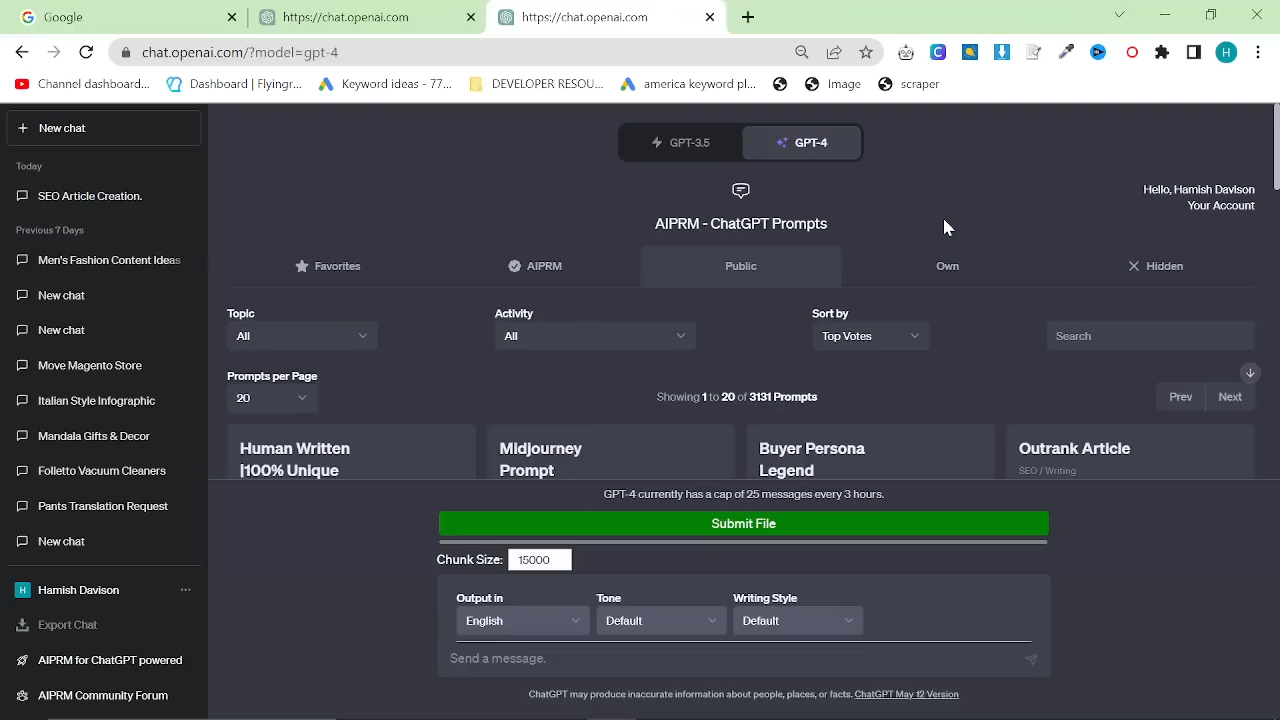 Google
https://chat.openai.com
https://chat.openai.com
chat.openai.com/?model=gpt-4
Channel dashboard...
Dashboard | Flyingr...
Keyword ideas - 77...
DEVELOPER RESOU...
america keyword pl...
Image
scraper
New chat
Today
SEO Article Creation.
Previous 7 Days
Men's Fashion Content Ideas
New chat
New chat
Move Magento Store
Italian Style Infographic
Mandala Gifts & Decor
Folletto Vacuum Cleaners
Pants Translation Request
New chat
H Hamish Davison
Export Chat
AIPRM for ChatGPT powered
AIPRM Community Forum
GPT-3.5
GPT-4
Hello, Hamish Davison
Your Account
AIPRM - ChatGPT Prompts
Favorites
AIPRM
Public
Own
Hidden
Topic
All
Activity
All
Sort by
Top Votes
Search
Prompts per Page
20
Showing 1 to 20 of 3131 Prompts
Prev
Next
Human Written
|100% Unique
Midjourney
Prompt
Buyer Persona
Legend
Outrank Article
SEO / Writing
GPT-4 currently has a cap of 25 messages every 3 hours.
Submit File
Chunk Size: 15000
Output in
English
Tone
Default
Writing Style
Default
Send a message.
ChatGPT may produce inaccurate information about people, places, or facts. ChatGPT May 12 Version